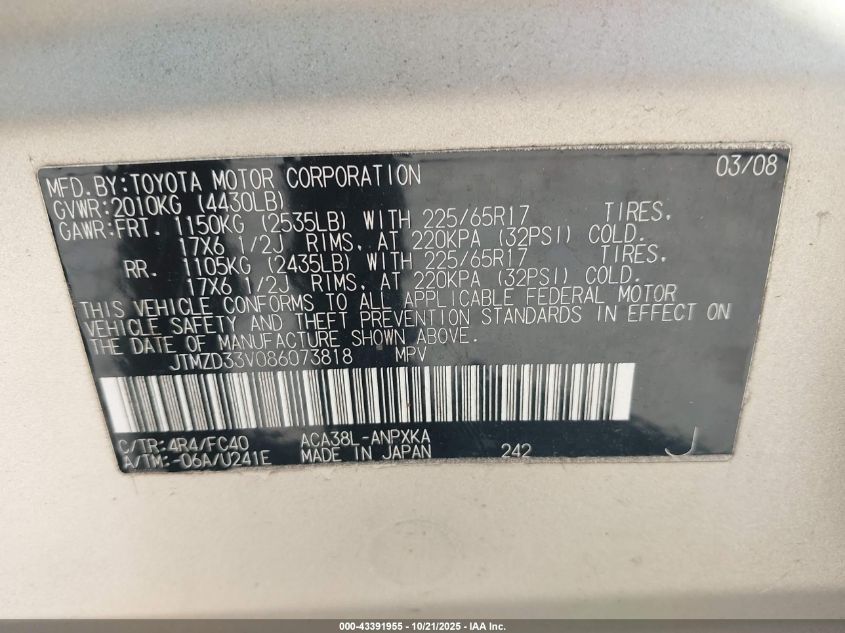 03/08
MFD.BY:TOYOTA MOTOR CORPORATION
GVWR:2010KG (4430LB)
GAWR:FRT. 1150KG (2535LB) WITH 225/65R17 TIRES.
17X6 1/2J RIMS, AT 220KPA (32PSI) COLD.
RR. 1105KG (2435LB) WITH 225/65R17 TIRES.
17X6 1/2J RIMS, AT 220KPA (32PSI) COLD.
THIS VEHICLE CONFORMS TO ALL APPLICABLE FEDERAL MOTOR
VEHICLE SAFETY AND THEFT PREVENTION STANDARDS IN EFFECT ON
THE DATE OF MANUFACTURE SHOWN ABOVE.
JTMZD33V086073818 MPV
C/TR:4R4/FC40 ACA38L-ANPXKA
A/TM:-06A/U241E MADE IN JAPAN 242 J
000-43391955 - 10/21/2025 - IAA Inc.